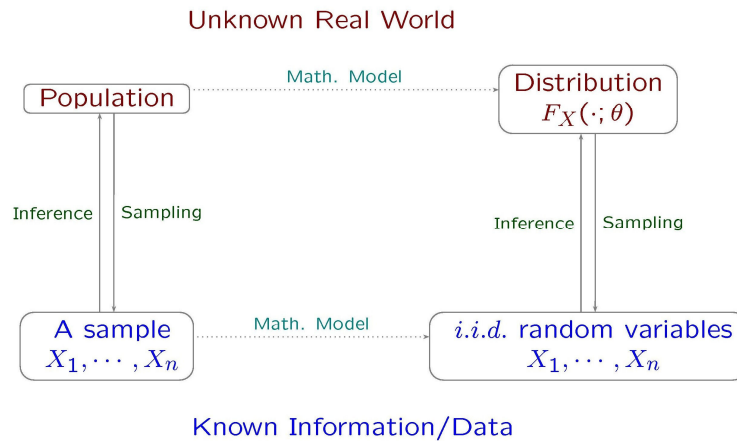 Unknown Real World
Math. Model
Population
Distribution
F_X(·; θ)
Inference
Sampling
Inference
Sampling
A sample
X_1, ⋯ , X_n
Math. Model
i.i.d. random variables
X_1, ⋯ , X_n
Known Information/Data